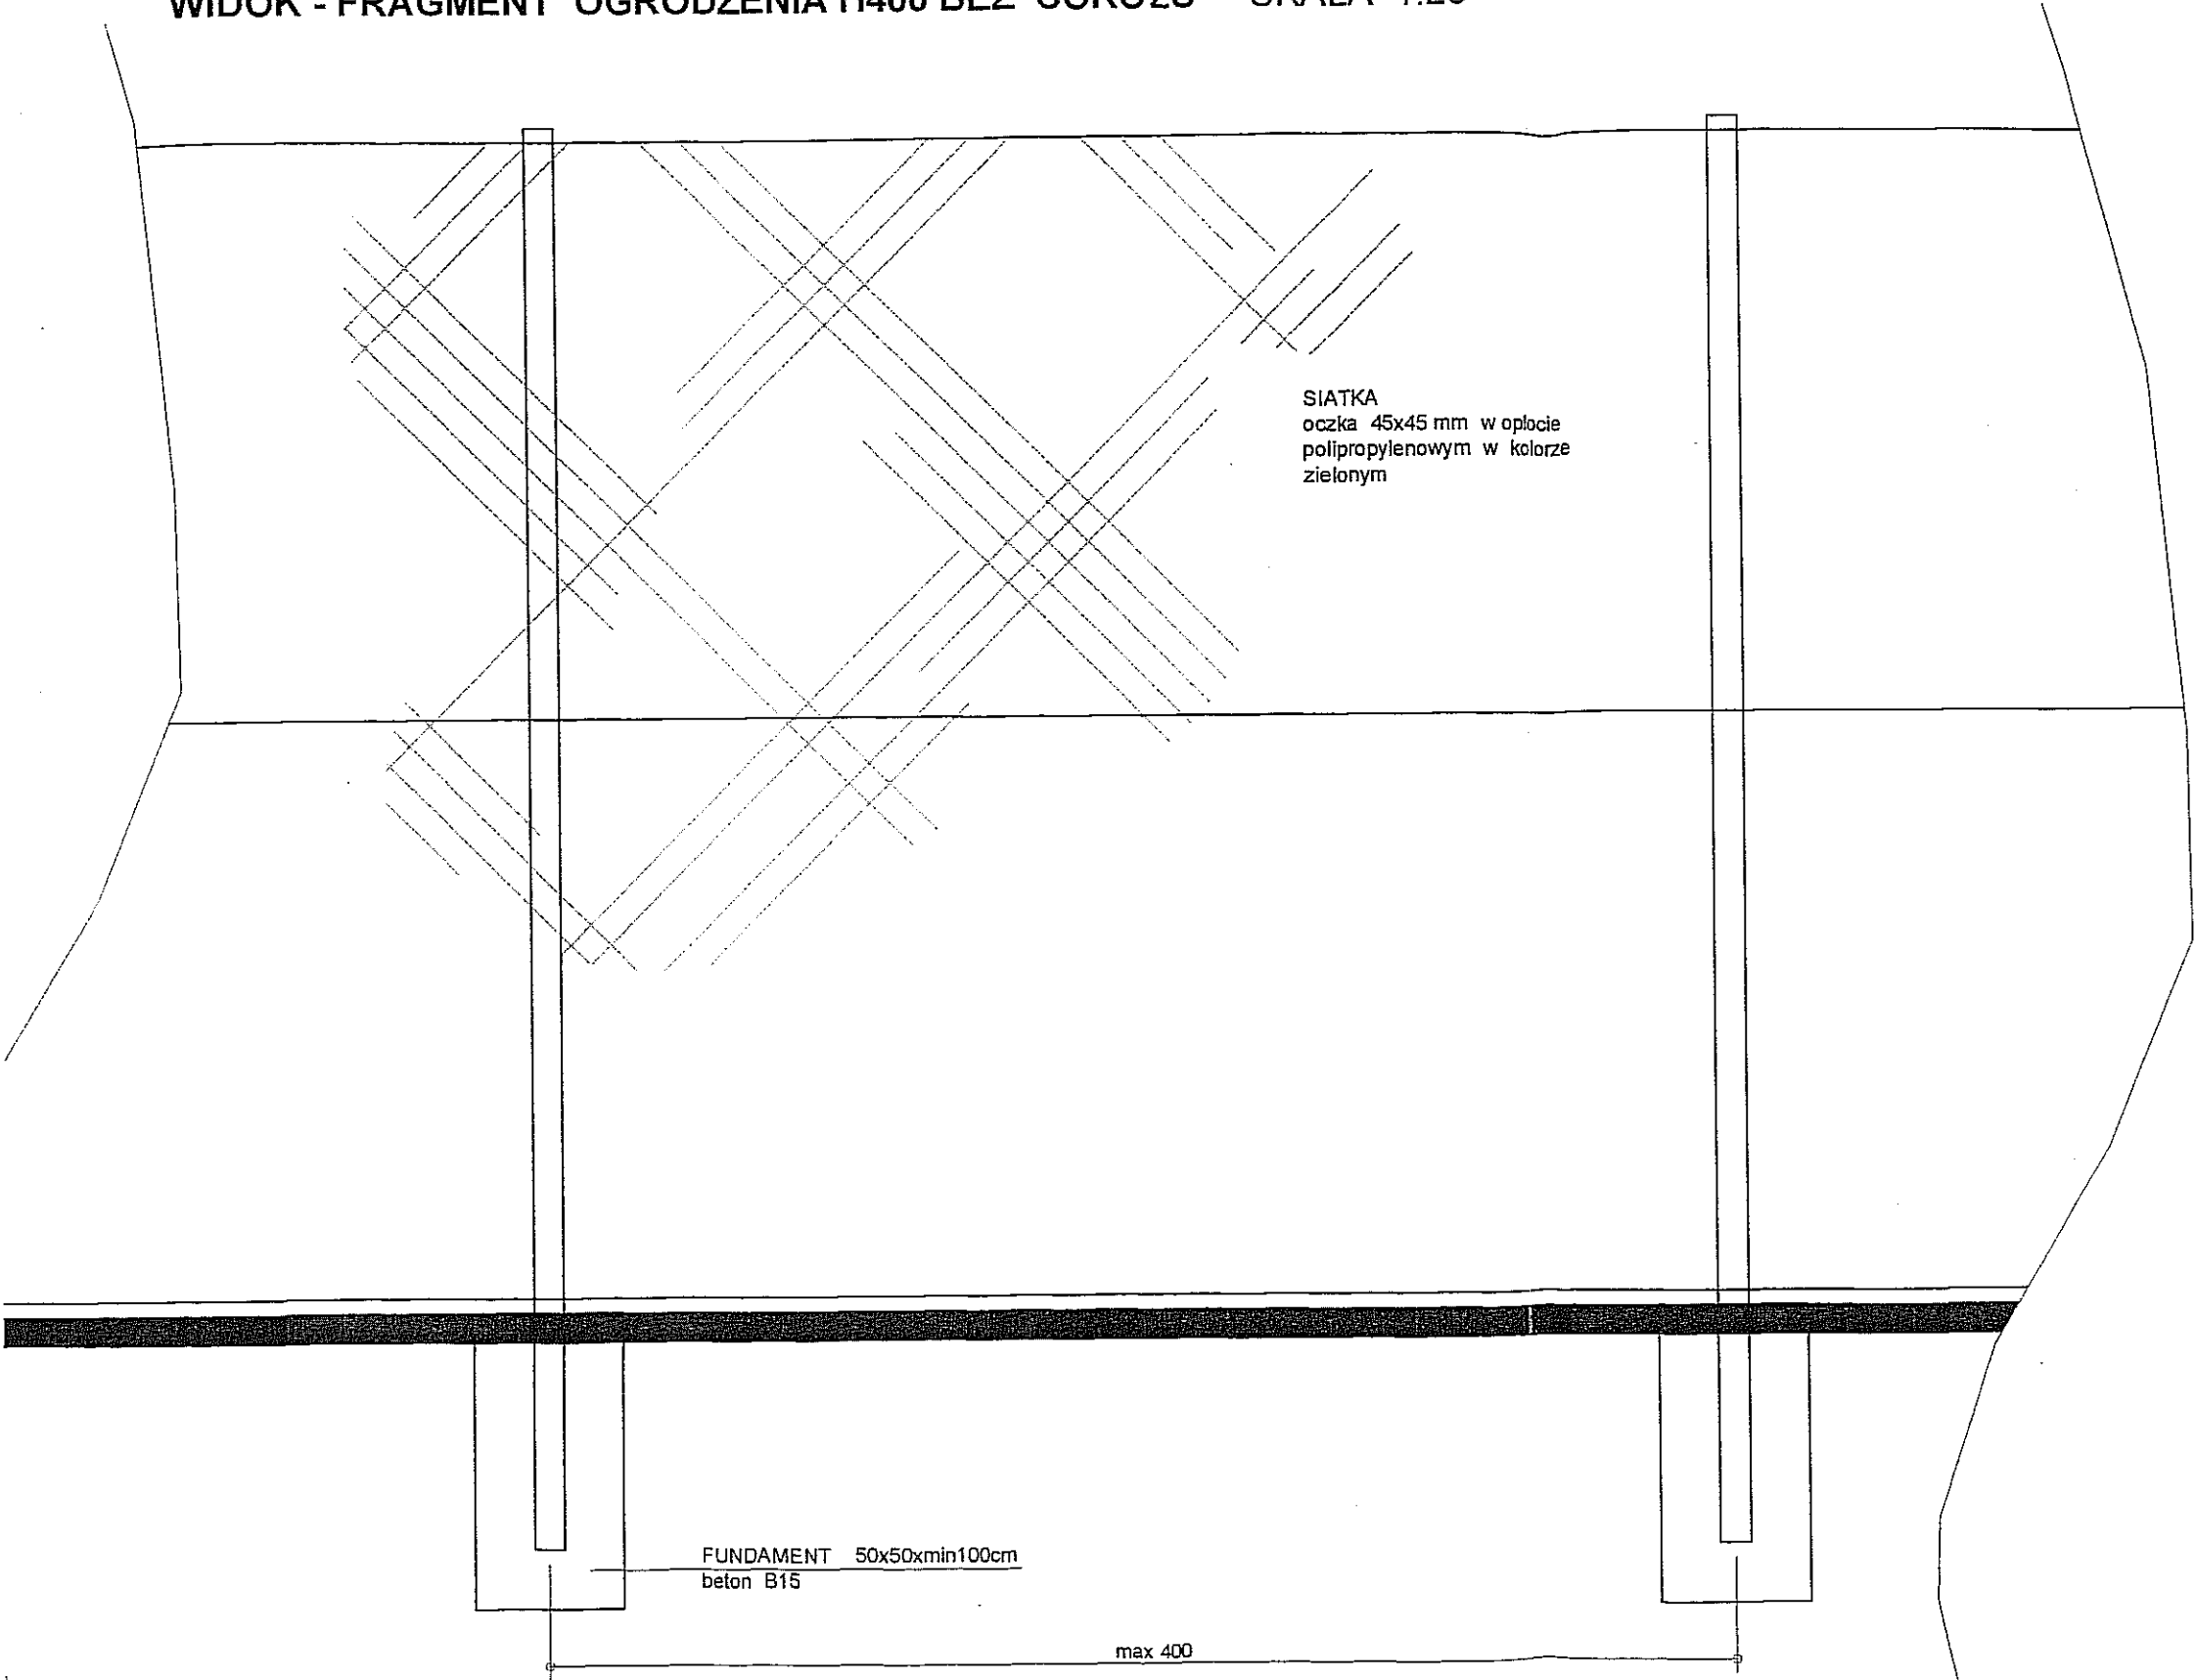 WIDOK - FRAGMENT OGRODZENIA H400 BEZ COKOŁU SKALA 1:20
SIATKA
oczka 45x45 mm w oplocie
polipropylenowym w kolorze
zielonym
FUNDAMENT 50x50xmin100cm
beton B15
max 400